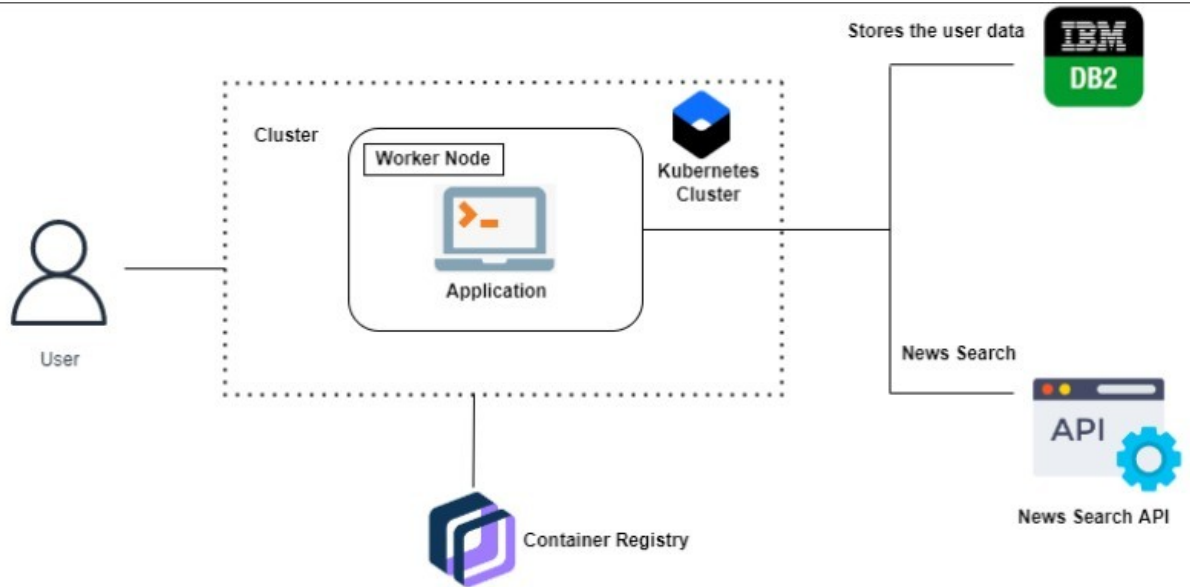 Stores the user data
IBM
DB2
Cluster
Worker Node
Kubernetes
Cluster
>_
Application
User
News Search
API
News Search API
Container Registry